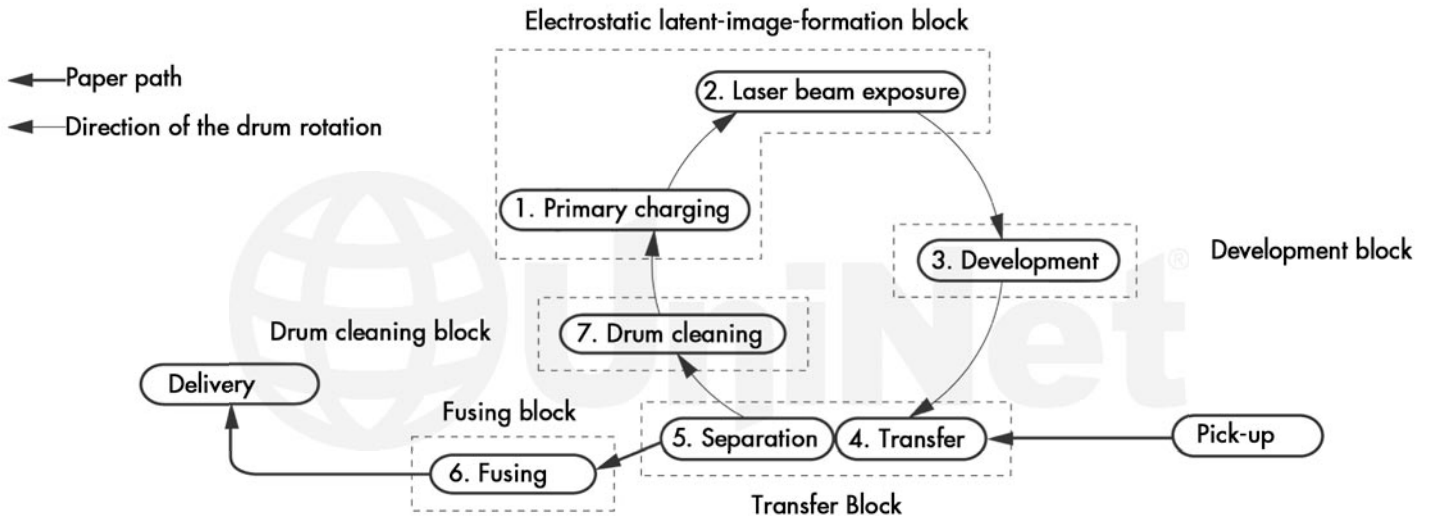 Electrostatic latent-image-formation block
Paper path
Direction of the drum rotation
2. Laser beam exposure
1. Primary charging
3. Development
Development block
7. Drum cleaning
Drum cleaning block
Delivery
Fusing block
5. Separation
4. Transfer
Pick-up
6. Fusing
Transfer Block
UniNet®